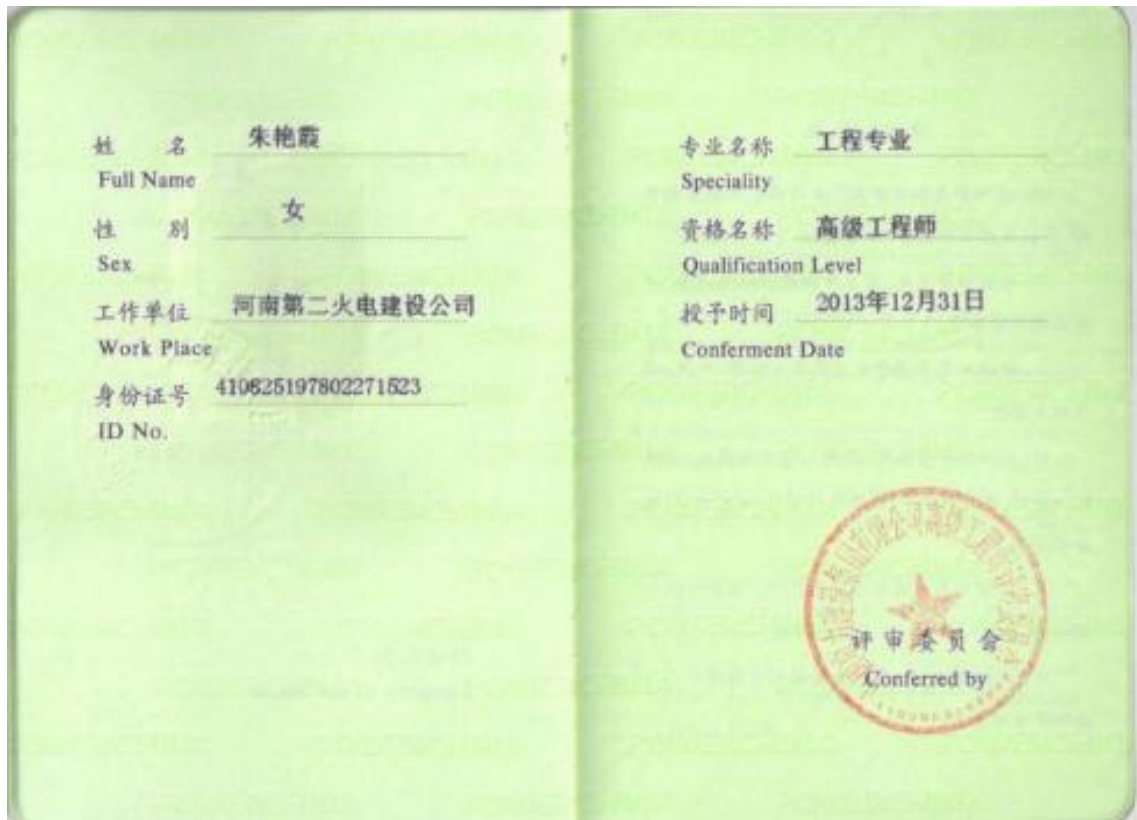 姓 名 朱艳霞
Full Name
性 别 女
Sex
工作单位 河南第二火电建设公司
Work Place
身份证号 410825197802271523
ID No.
专业名称 工程专业
Speciality
资格名称 高级工程师
Qualification Level
授予时间 2013年12月31日
Conferment Date
评审委员会
Conferred by